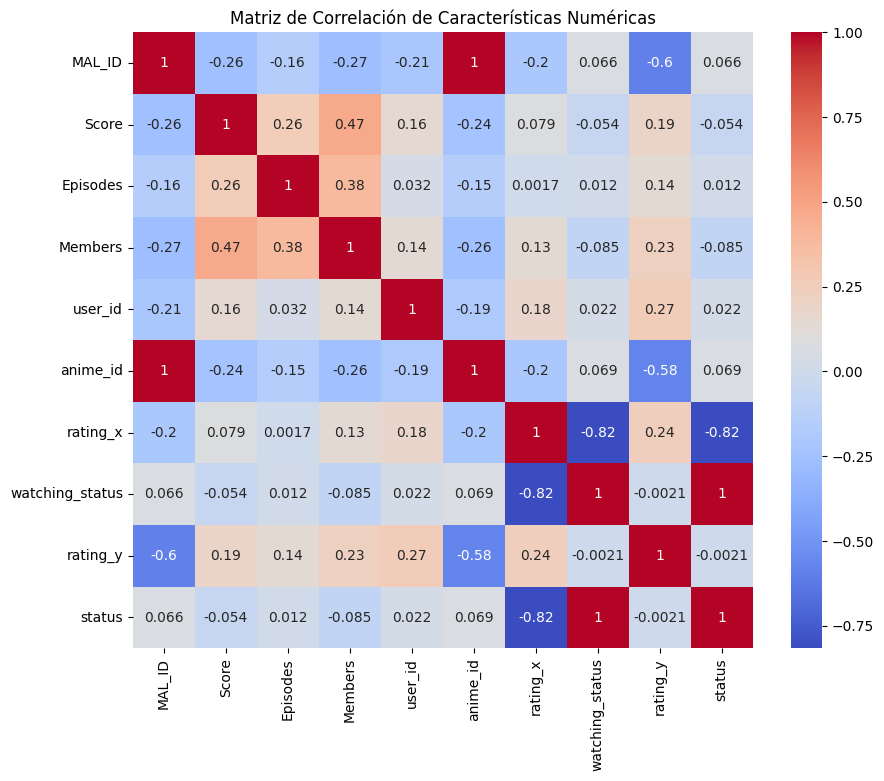 Matriz de Correlación de Características Numéricas
MAL_ID 1 -0.26 -0.16 -0.27 -0.21 1 -0.2 0.066 -0.6 0.066
Score -0.26 1 0.26 0.47 0.16 -0.24 0.079 -0.054 0.19 -0.054
Episodes -0.16 0.26 1 0.38 0.032 -0.15 0.0017 0.012 0.14 0.012
Members -0.27 0.47 0.38 1 0.14 -0.26 0.13 -0.085 0.23 -0.085
user_id -0.21 0.16 0.032 0.14 1 -0.19 0.18 0.022 0.27 0.022
anime_id 1 -0.24 -0.15 -0.26 -0.19 1 -0.2 0.069 -0.58 0.069
rating_x -0.2 0.079 0.0017 0.13 0.18 -0.2 1 -0.82 0.24 -0.82
watching_status 0.066 -0.054 0.012 -0.085 0.022 0.069 -0.82 1 -0.0021 1
rating_y -0.6 0.19 0.14 0.23 0.27 -0.58 0.24 -0.0021 1 -0.0021
status 0.066 -0.054 0.012 -0.085 0.022 0.069 -0.82 1 -0.0021 1
MAL_ID Score Episodes Members user_id anime_id rating_x watching_status rating_y status
1.00
0.75
0.50
0.25
0.00
-0.25
-0.50
-0.75